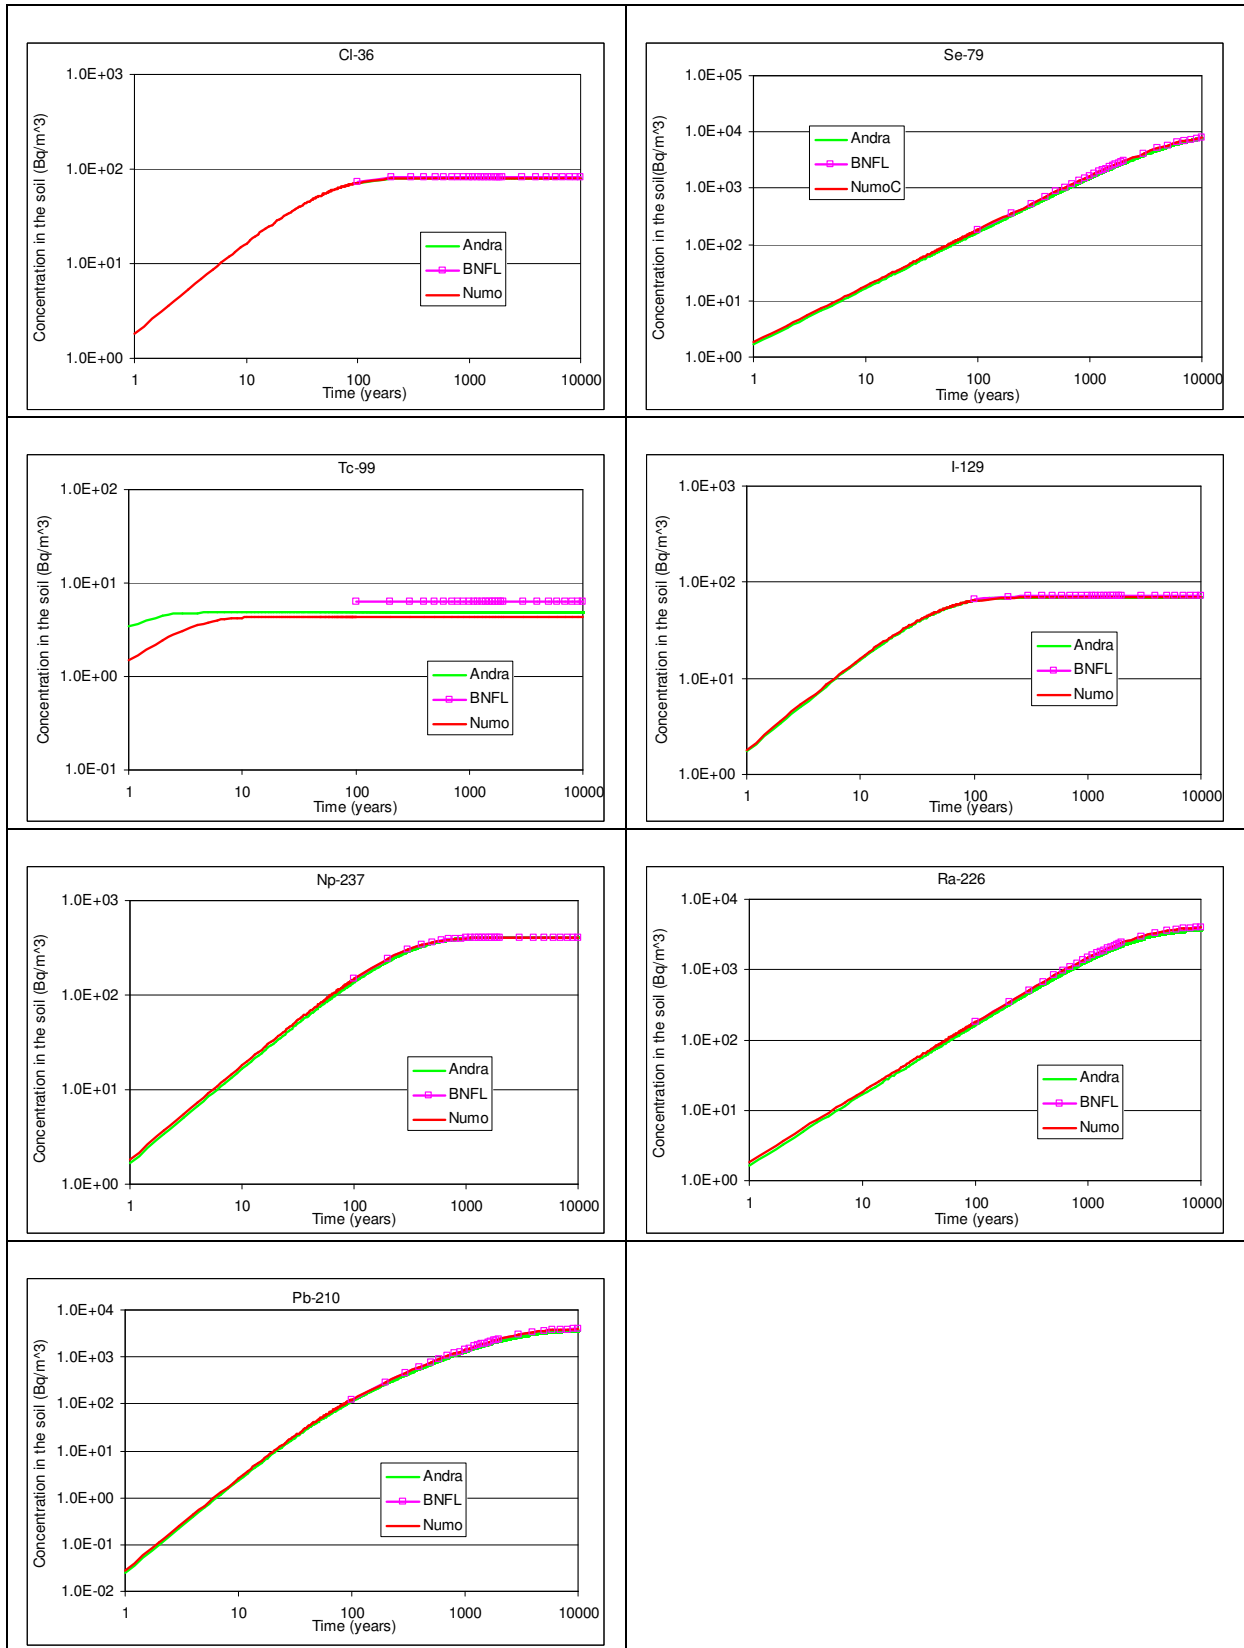 Cl-36
Concentration in the soil (Bq/m^3)
1.0E+03
1.0E+02
1.0E+01
1.0E+00
1 10 100 1000 10000
Time (years)
Andra
BNFL
Numo
Se-79
Concentration in the soil(Bq/m^3)
1.0E+05
1.0E+04
1.0E+03
1.0E+02
1.0E+01
1.0E+00
1 10 100 1000 10000
Time (years)
Andra
BNFL
NumoC
Tc-99
Concentration in the soil (Bq/m^3)
1.0E+02
1.0E+01
1.0E+00
1.0E-01
1 10 100 1000 10000
Time (years)
Andra
BNFL
Numo
I-129
Concentration in the soil (Bq/m^3)
1.0E+03
1.0E+02
1.0E+01
1.0E+00
1 10 100 1000 10000
Time (years)
Andra
BNFL
Numo
Np-237
Concentration in the soil (Bq/m^3)
1.0E+03
1.0E+02
1.0E+01
1.0E+00
1 10 100 1000 10000
Time (years)
Andra
BNFL
Numo
Ra-226
Concentration in the soil (Bq/m^3)
1.0E+04
1.0E+03
1.0E+02
1.0E+01
1.0E+00
1 10 100 1000 10000
Time (years)
Andra
BNFL
Numo
Pb-210
Concentration in the soil (Bq/m^3)
1.0E+04
1.0E+03
1.0E+02
1.0E+01
1.0E+00
1.0E-01
1.0E-02
1 10 100 1000 10000
Time (years)
Andra
BNFL
Numo